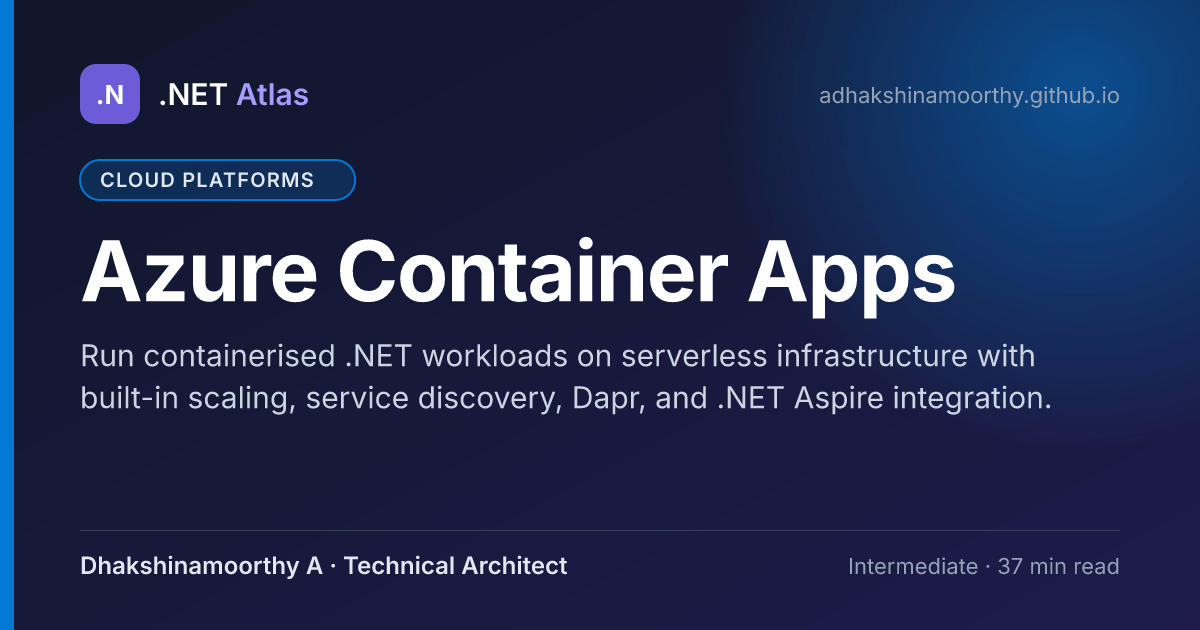 .N .NET Atlas
adhakshinamoorthy.github.io
CLOUD PLATFORMS
Azure Container Apps
Run containerised .NET workloads on serverless infrastructure with
built-in scaling, service discovery, Dapr, and .NET Aspire integration.
Dhakshinamoorthy A · Technical Architect
Intermediate · 37 min read